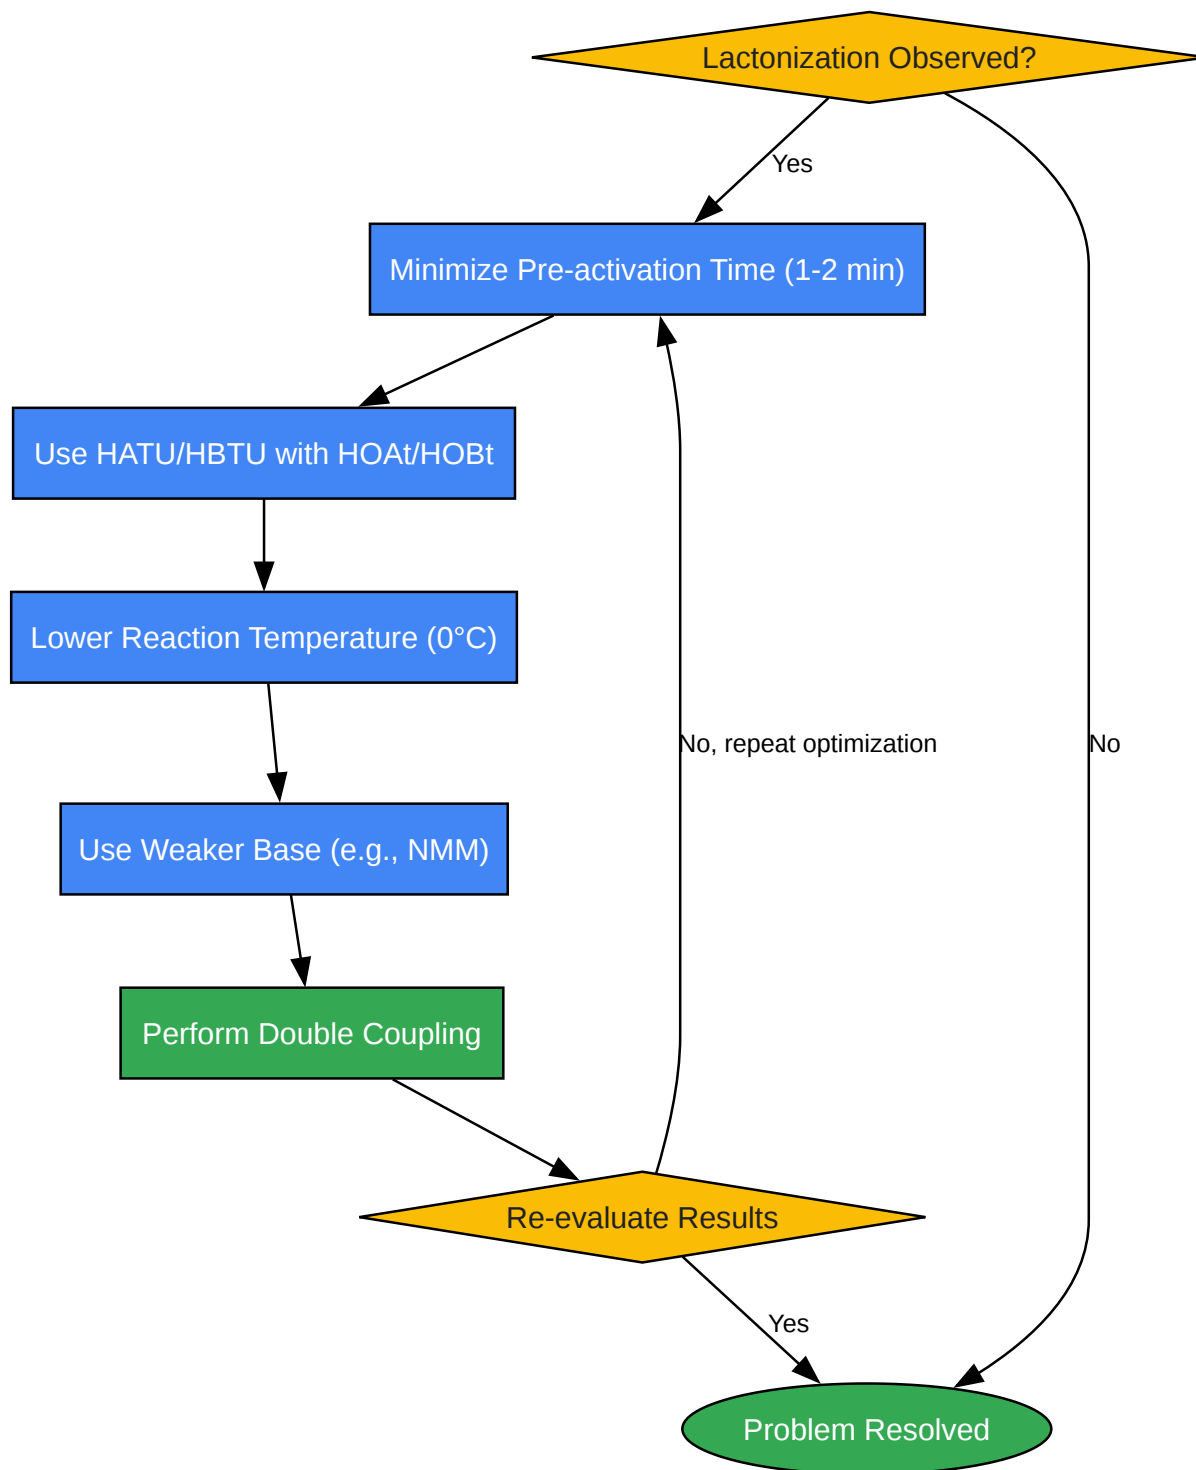 Lactonization Observed?
Yes
Minimize Pre-activation Time (1-2 min)
Use HATU/HBTU with HOAt/HOBt
Lower Reaction Temperature (0°C)
No, repeat optimization
No
Use Weaker Base (e.g., NMM)
Perform Double Coupling
Re-evaluate Results
Yes
Problem Resolved